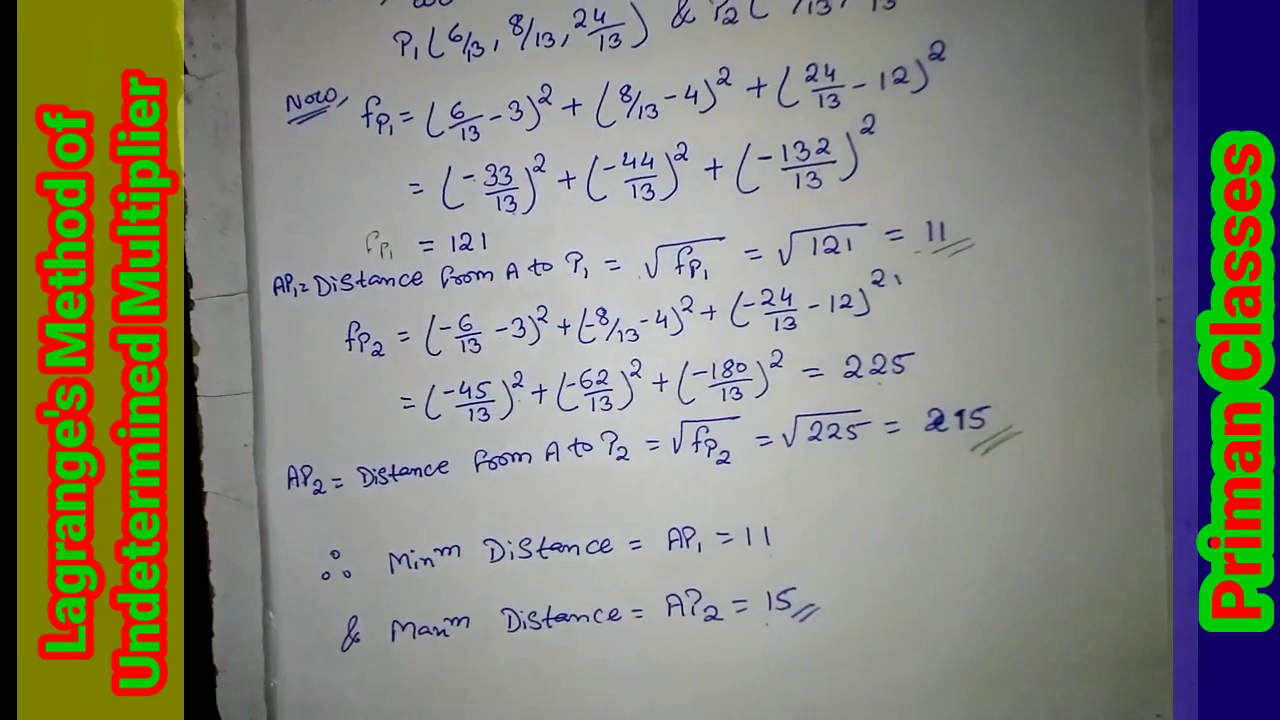 Lagrange's Method of
Undetermined Multiplier
P₁ (6/13, 8/13, 24/13) & P₂ (
Now, fP₁ = (6/13 - 3)² + (8/13 - 4)² + (24/13 - 12)²
= (-33/13)² + (-44/13)² + (-132/13)²
fP₁ = 121
AP₁ = Distance from A to P₁ = √fP₁ = √121 = 11
fP₂ = (-6/13 - 3)² + (-8/13 - 4)² + (-24/13 - 12)²
= (-45/13)² + (-62/13)² + (-180/13)² = 225
AP₂ = Distance from A to P₂ = √fP₂ = √225 = 215
∴ Minᵐ Distance = AP₁ = 11
& Maxᵐ Distance = AP₂ = 15
Priman Classes